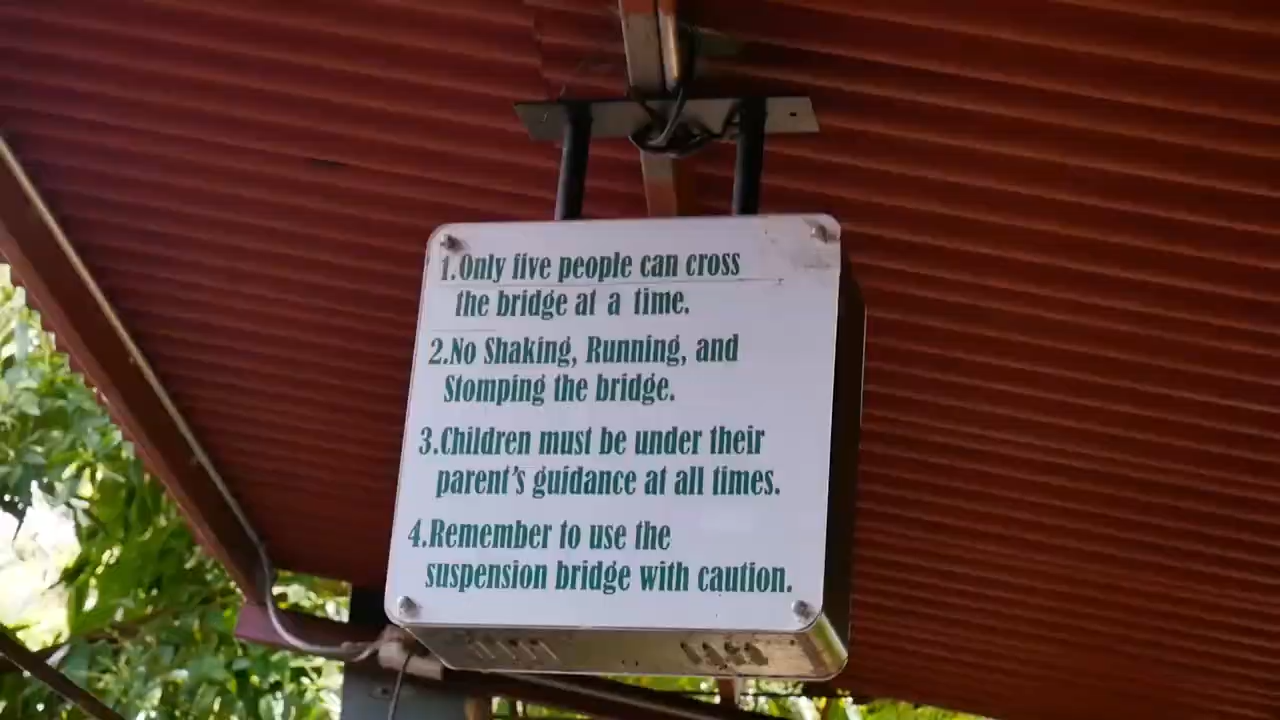 1.Only five people can cross
the bridge at a time.
2.No Shaking, Running, and
Stomping the bridge.
3.Children must be under their
parent's guidance at all times.
4.Remember to use the
suspension bridge with caution.